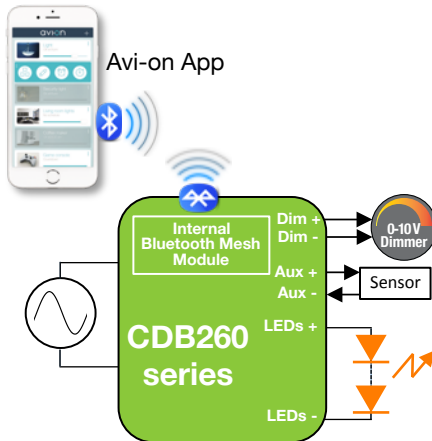 avi-on
Avi-on App
Internal
Bluetooth Mesh
Module
Dim +
Dim -
0-10V
Dimmer
Aux +
Aux -
Sensor
CDB260
series
LEDs +
LEDs -